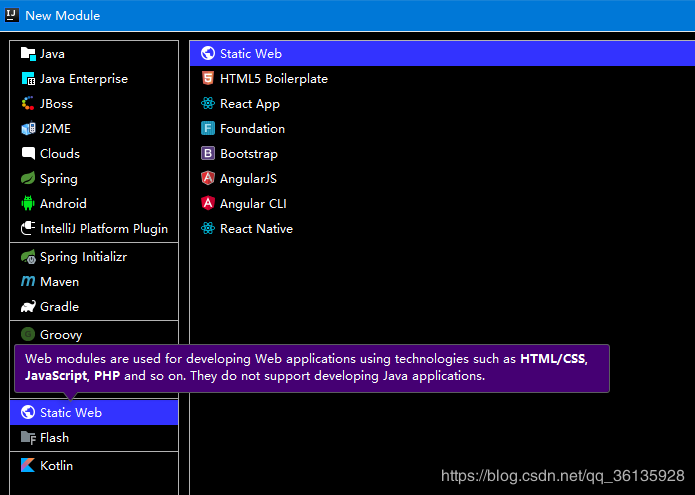 New Module
Java
Java Enterprise
JBoss
J2ME
Clouds
Spring
Android
IntelliJ Platform Plugin
Spring Initializr
Maven
Gradle
Groovy
Web modules are used for developing Web applications using technologies such as HTML/CSS,
JavaScript, PHP and so on. They do not support developing Java applications.
Static Web
Flash
Kotlin
Static Web
HTML5 Boilerplate
React App
Foundation
Bootstrap
AngularJS
Angular CLI
React Native
https://blog.csdn.net/qq_36135928